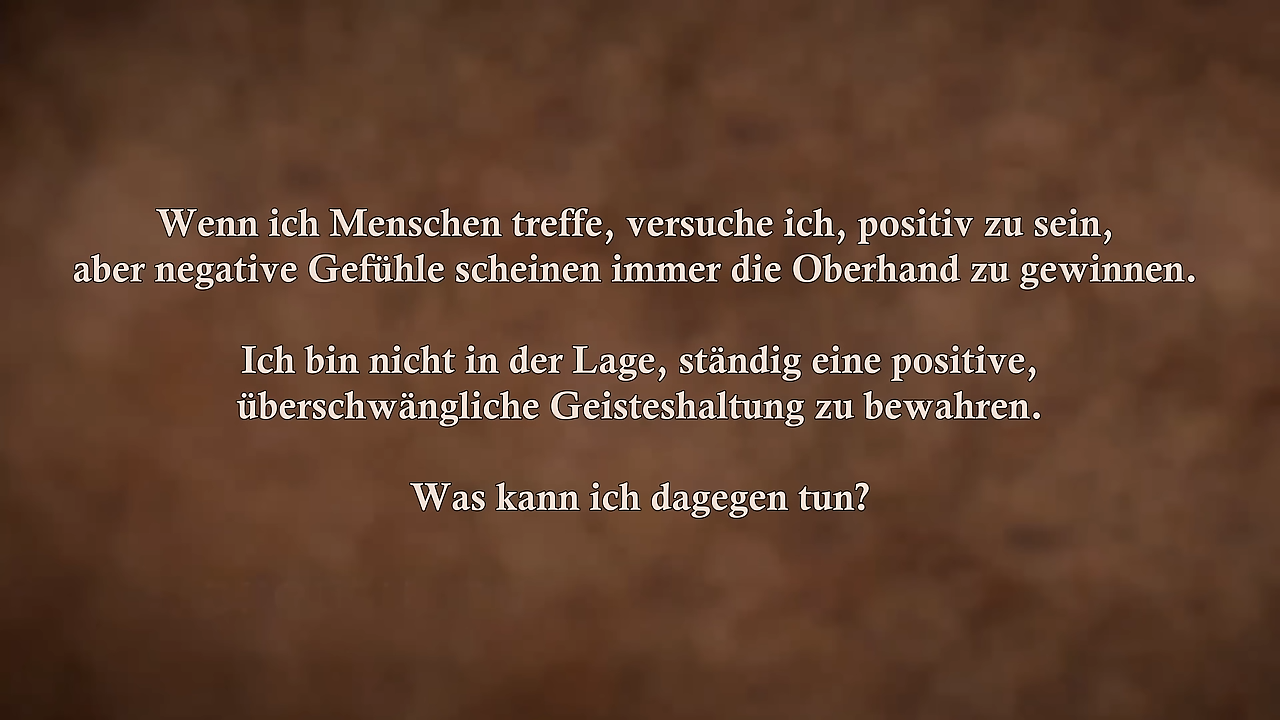 Wenn ich Menschen treffe, versuche ich, positiv zu sein,
aber negative Gefühle scheinen immer die Oberhand zu gewinnen.
Ich bin nicht in der Lage, ständig eine positive,
überschwängliche Geisteshaltung zu bewahren.
Was kann ich dagegen tun?